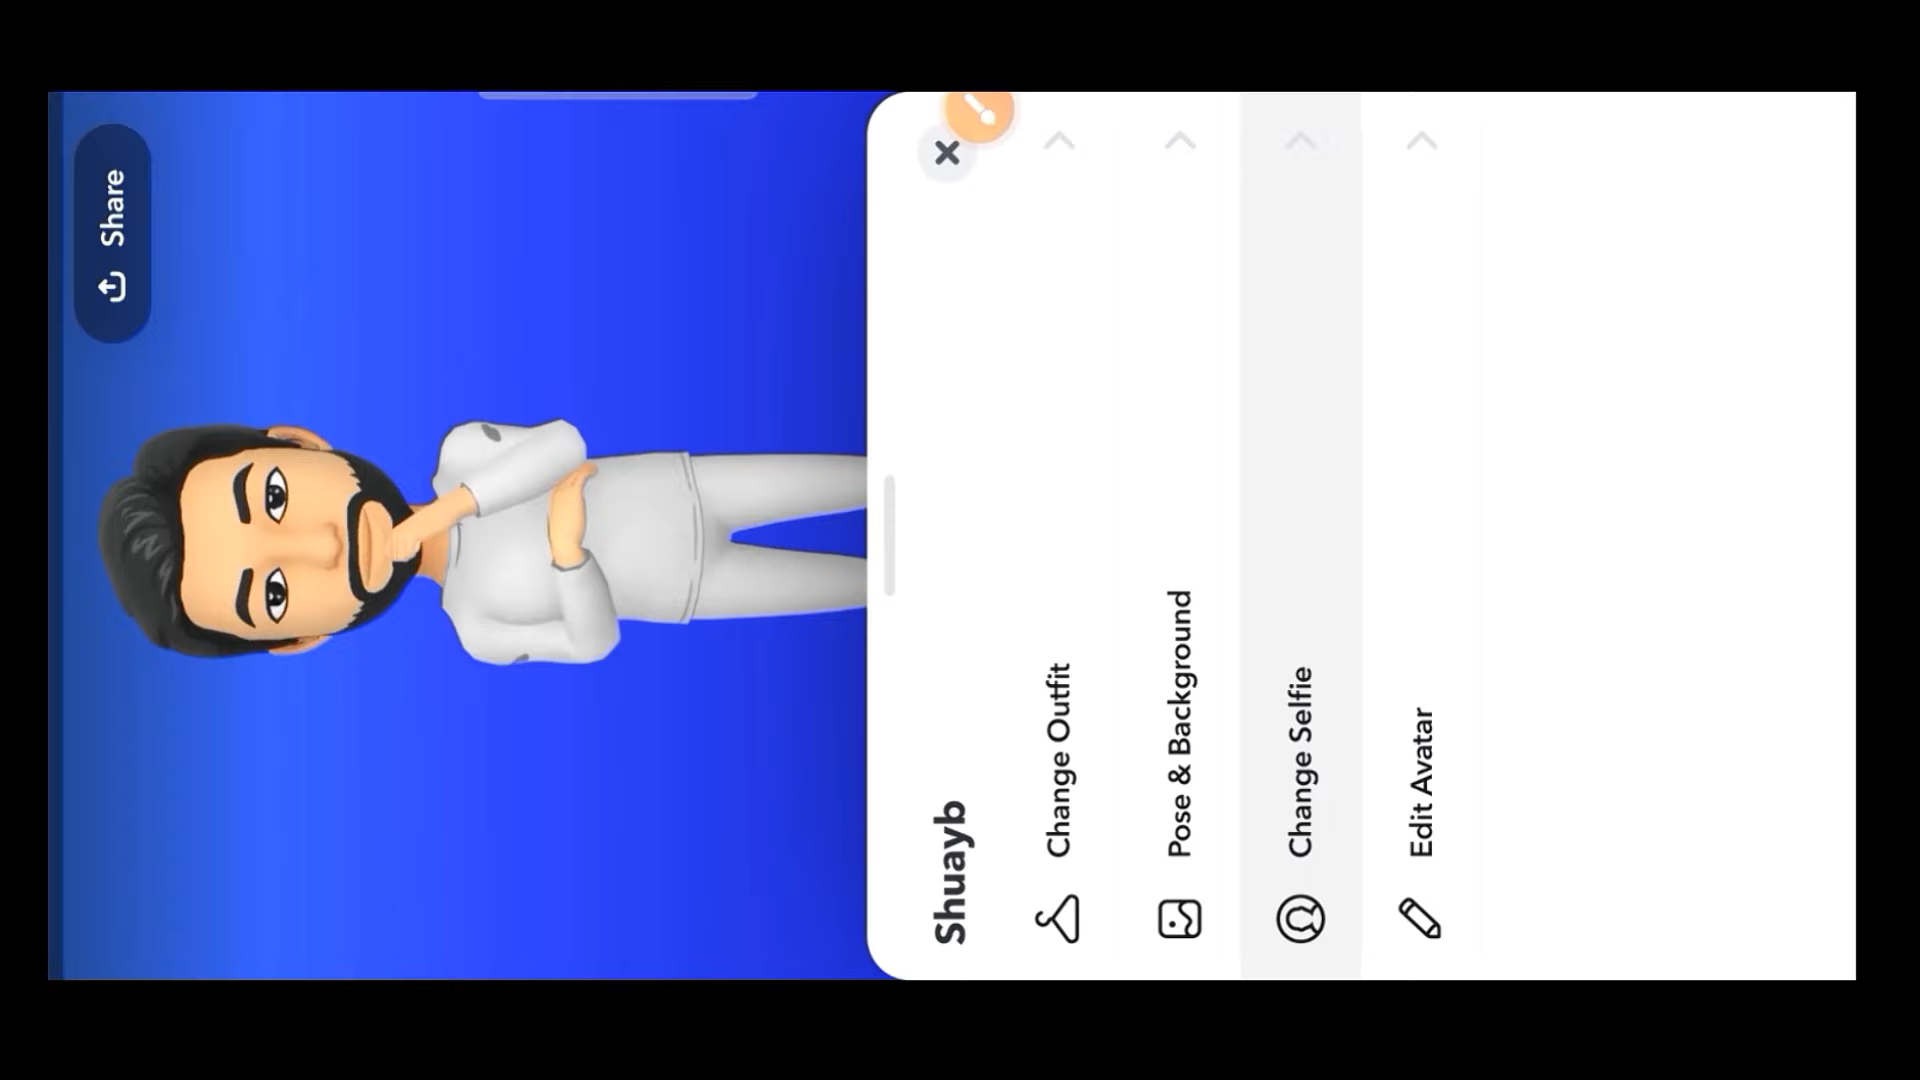 Share
Shuayb
Change Outfit
Pose & Background
Change Selfie
Edit Avatar